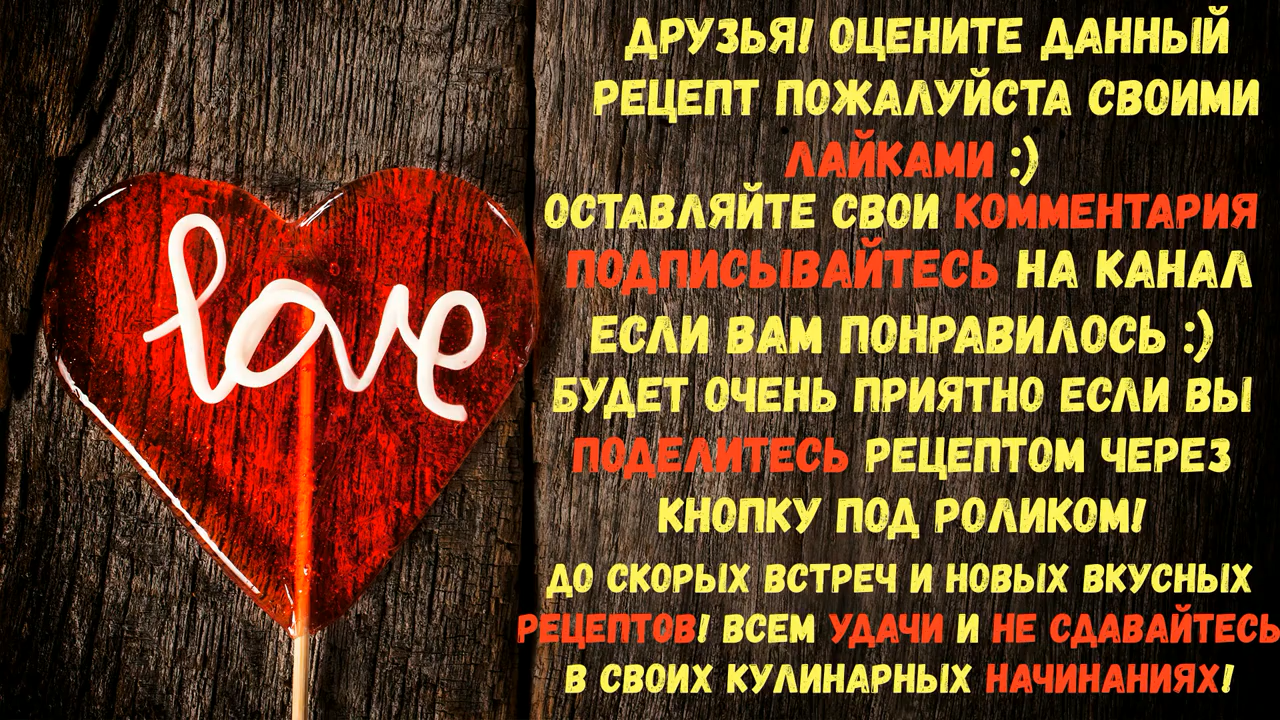 love
ДРУЗЬЯ! ОЦЕНИТЕ ДАННЫЙ
РЕЦЕПТ ПОЖАЛУЙСТА СВОИМИ
ЛАЙКАМИ :)
ОСТАВЛЯЙТЕ СВОИ КОММЕНТАРИЯ
ПОДПИСЫВАЙТЕСЬ НА КАНАЛ
ЕСЛИ ВАМ ПОНРАВИЛОСЬ :)
БУДЕТ ОЧЕНЬ ПРИЯТНО ЕСЛИ ВЫ
ПОДЕЛИТЕСЬ РЕЦЕПТОМ ЧЕРЕЗ
КНОПКУ ПОД РОЛИКОМ!
ДО СКОРЫХ ВСТРЕЧ И НОВЫХ ВКУСНЫХ
РЕЦЕПТОВ! ВСЕМ УДАЧИ И НЕ СДАВАЙТЕСЬ
В СВОИХ КУЛИНАРНЫХ НАЧИНАНИЯХ!